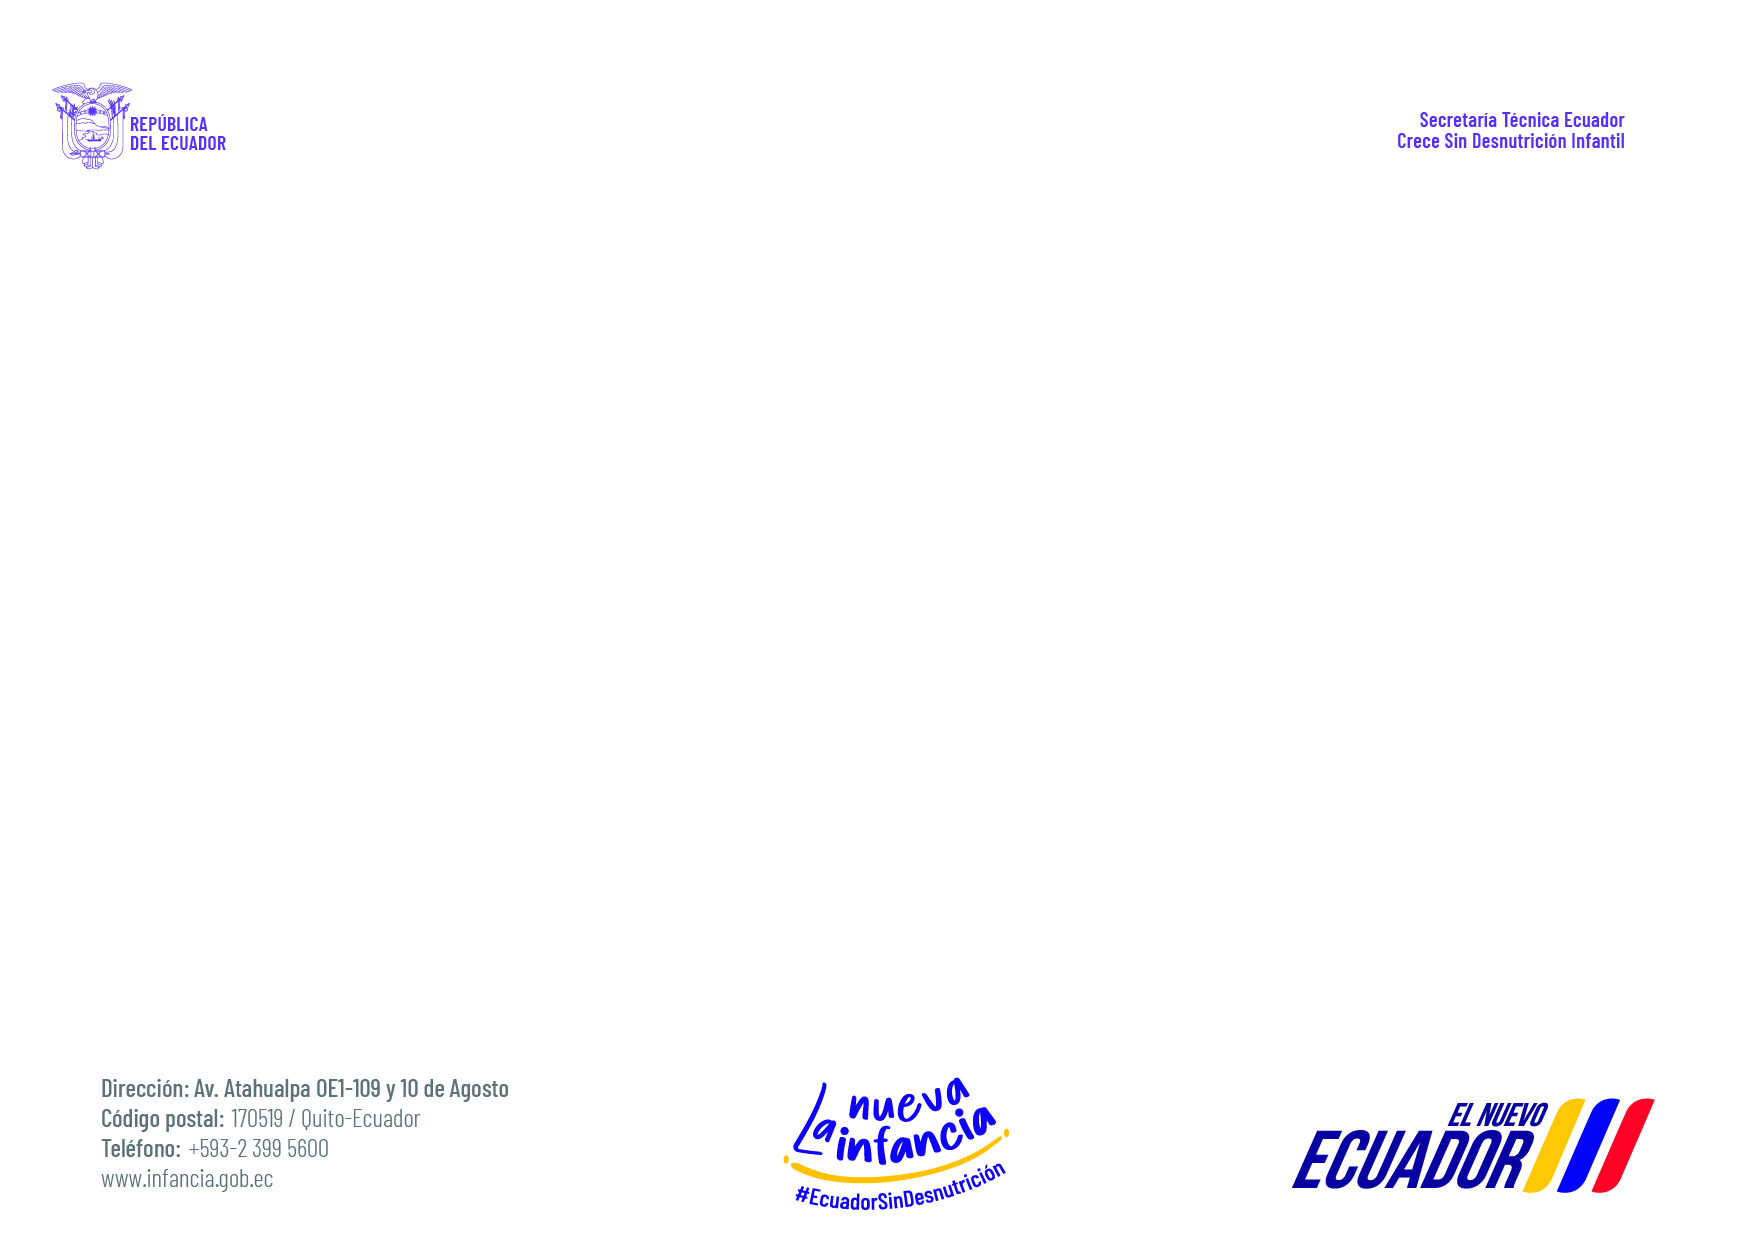 REPÚBLICA
DEL ECUADOR
Secretaría Técnica Ecuador
Crece Sin Desnutrición Infantil
Dirección: Av. Atahualpa OE1-109 y 10 de Agosto
Código postal: 170519 / Quito-Ecuador
Teléfono: +593-2 399 5600
www.infancia.gob.ec
La nueva
infancia
#EcuadorSinDesnutrición
EL NUEVO
ECUADOR